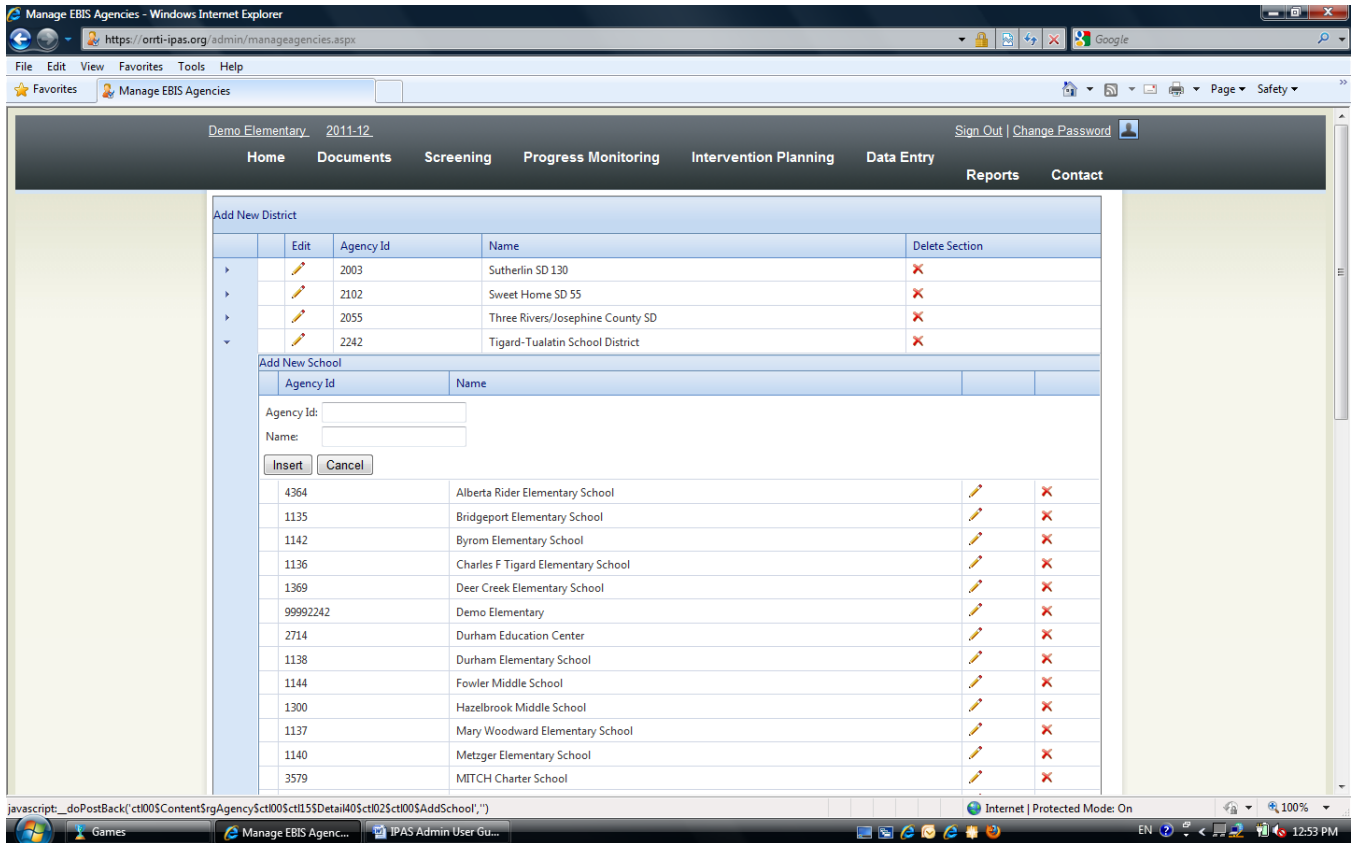 Manage EBIS Agencies - Windows Internet Explorer
https://orrti-ipas.org/admin/manageagencies.aspx
Google
File Edit View Favorites Tools Help
Favorites Manage EBIS Agencies Page Safety
Demo Elementary 2011-12 Sign Out | Change Password
Home Documents Screening Progress Monitoring Intervention Planning Data Entry
Reports Contact
Add New District
Edit Agency Id Name Delete Section
2003 Sutherlin SD 130
2102 Sweet Home SD 55
2055 Three Rivers/Josephine County SD
2242 Tigard-Tualatin School District
Add New School
Agency Id Name
Agency Id:
Name:
Insert Cancel
4364 Alberta Rider Elementary School
1135 Bridgeport Elementary School
1142 Byrom Elementary School
1136 Charles F Tigard Elementary School
1369 Deer Creek Elementary School
99992242 Demo Elementary
2714 Durham Education Center
1138 Durham Elementary School
1144 Fowler Middle School
1300 Hazelbrook Middle School
1137 Mary Woodward Elementary School
1140 Metzger Elementary School
3579 MITCH Charter School
javascript:__doPostBack('ctl00$Content$rgAgency$ctl00$ctl15$Detail40$ctl02$ctl00$AddSchool','') Internet | Protected Mode: On 100%
Games Manage EBIS Agenc... IPAS Admin User Gu... EN 12:53 PM